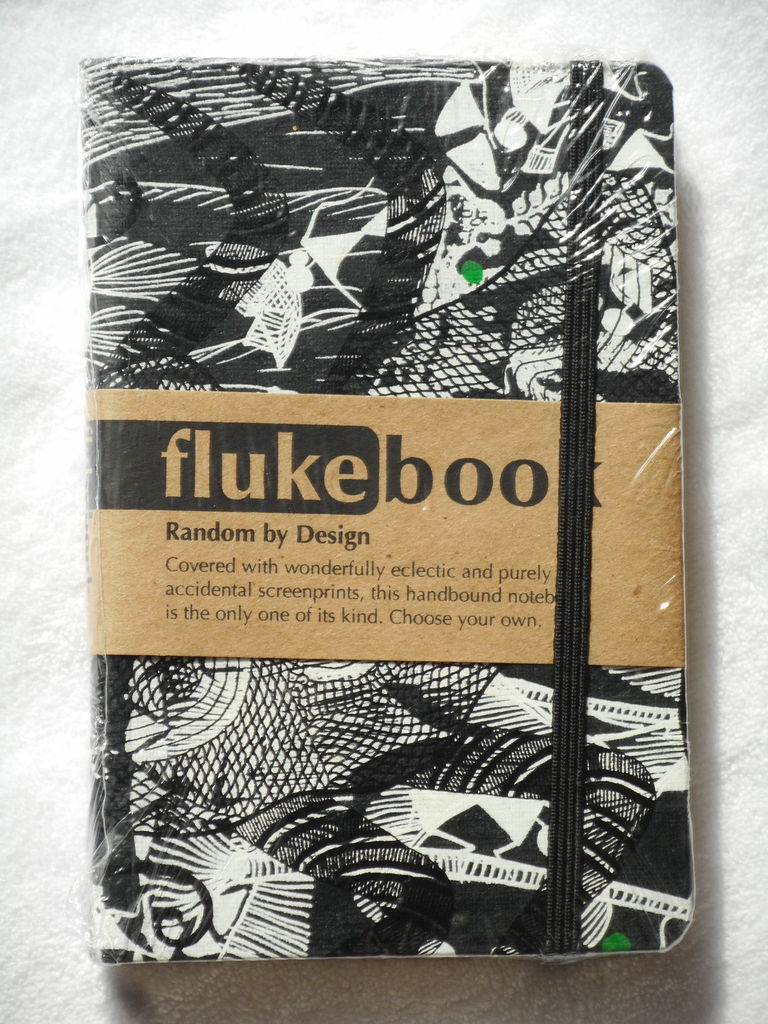 flukebook
Random by Design
Covered with wonderfully eclectic and purely
accidental screenprints, this handbound noteb
is the only one of its kind. Choose your own.